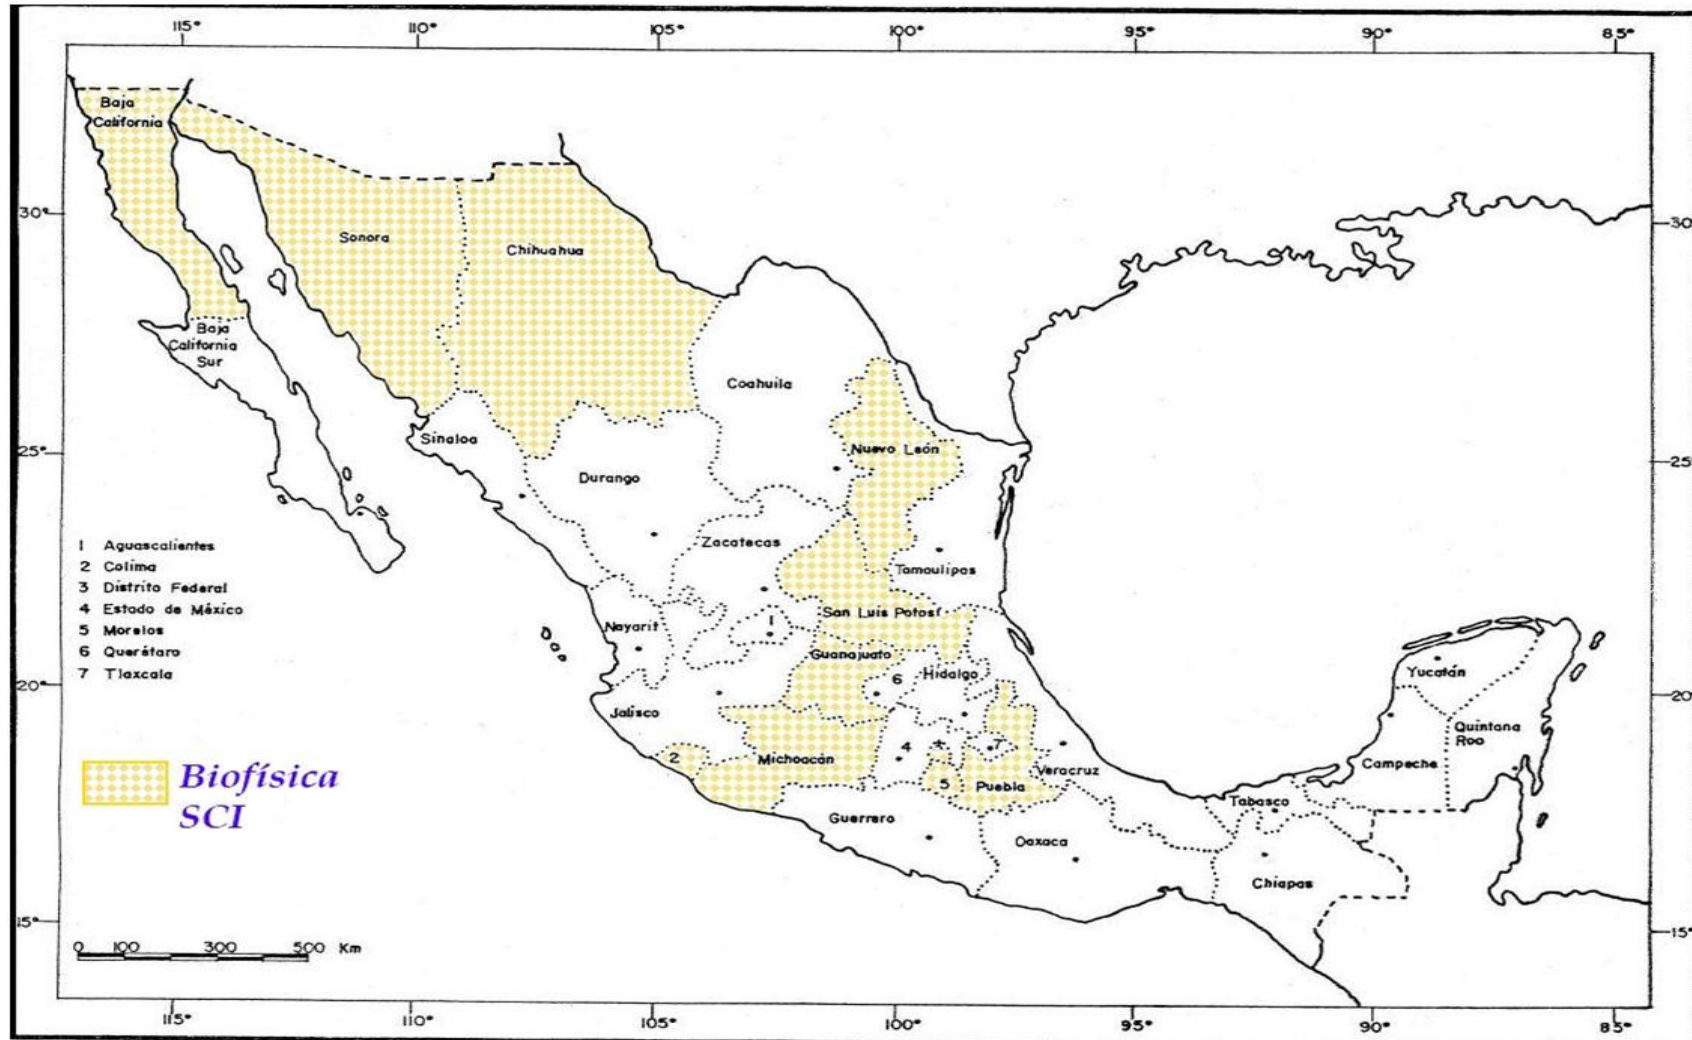 115°
110°
105°
100°
95°
90°
85°
Baja
California
Sonora
Chihuahua
30°
30°
Baja
California
Sur
Coahuila
Sinaloa
Nuevo León
25°
25°
Durango
Zacatecas
Tamaulipas
1 Aguascalientes
2 Colima
3 Distrito Federal
4 Estado de México
5 Morelos
6 Querétaro
7 Tlaxcala
San Luis Potosí
Nayarit
1
Guanajuato
6
Hidalgo
Yucatán
20°
20°
Jalisco
Quintana
Roo
2
Michoacán
4
7
Veracruz
Campeche
Biofísica
SCI
5
Puebla
Tabasco
Guerrero
Oaxaca
Chiapas
15°
15°
0 100 300 500 Km
115°
110°
105°
100°
95°
90°
85°